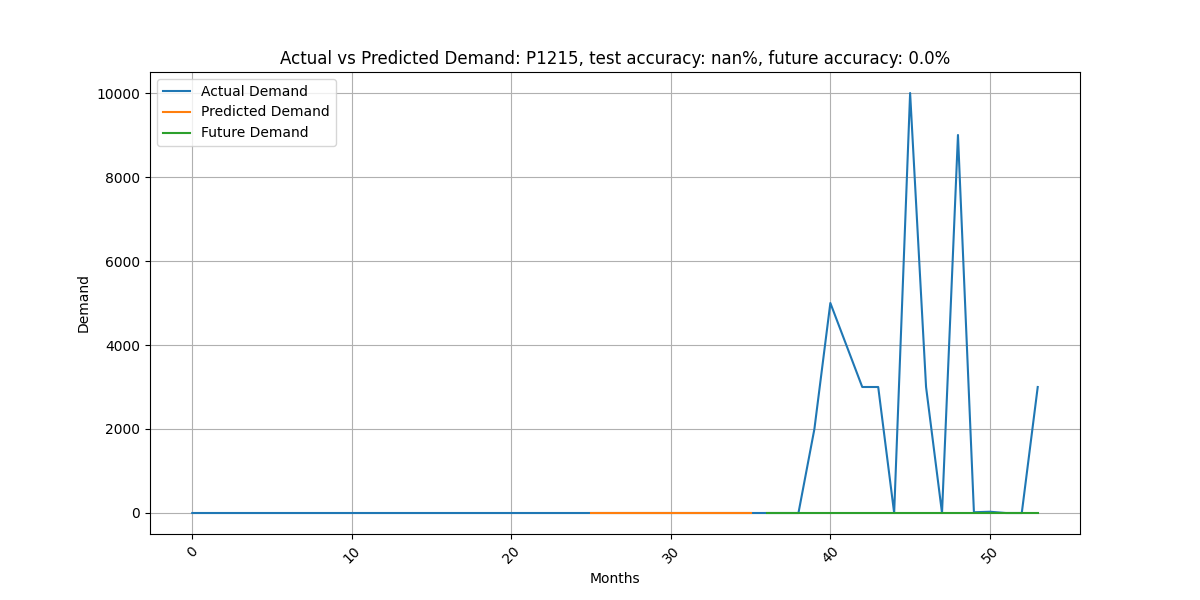 Actual vs Predicted Demand: P1215, test accuracy: nan%, future accuracy: 0.0%
Actual Demand
Predicted Demand
Future Demand
10000
8000
6000
4000
2000
0
Demand
0
10
20
30
40
50
Months